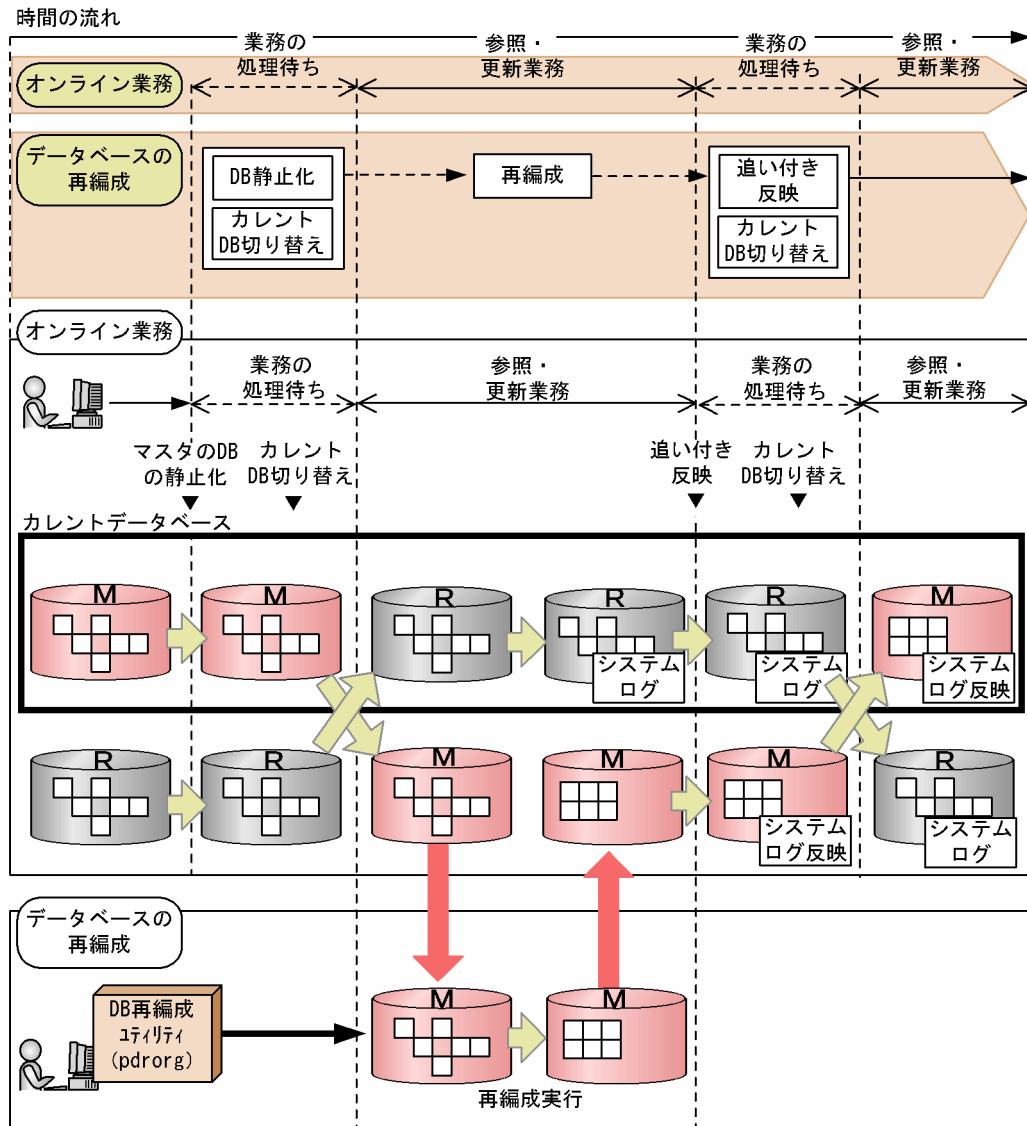 時間の流れ
業務の
処理待ち
参照・
更新業務
業務の
処理待ち
参照・
更新業務
オンライン業務
データベースの
再編成
DB静止化
カレント
DB切り替え
再編成
追い付き
反映
カレント
DB切り替え
オンライン業務
業務の
処理待ち
参照・
更新業務
業務の
処理待ち
参照・
更新業務
マスタのDB
の静止化
カレント
DB切り替え
追い付き
反映
カレント
DB切り替え
カレントデータベース
M
M
R
R
システム
ログ
R
システム
ログ
M
システム
ログ反映
R
R
M
M
M
システム
ログ反映
R
システム
ログ
データベースの
再編成
DB再編成
ユティリティ
(pdrorg)
M
M
再編成実行